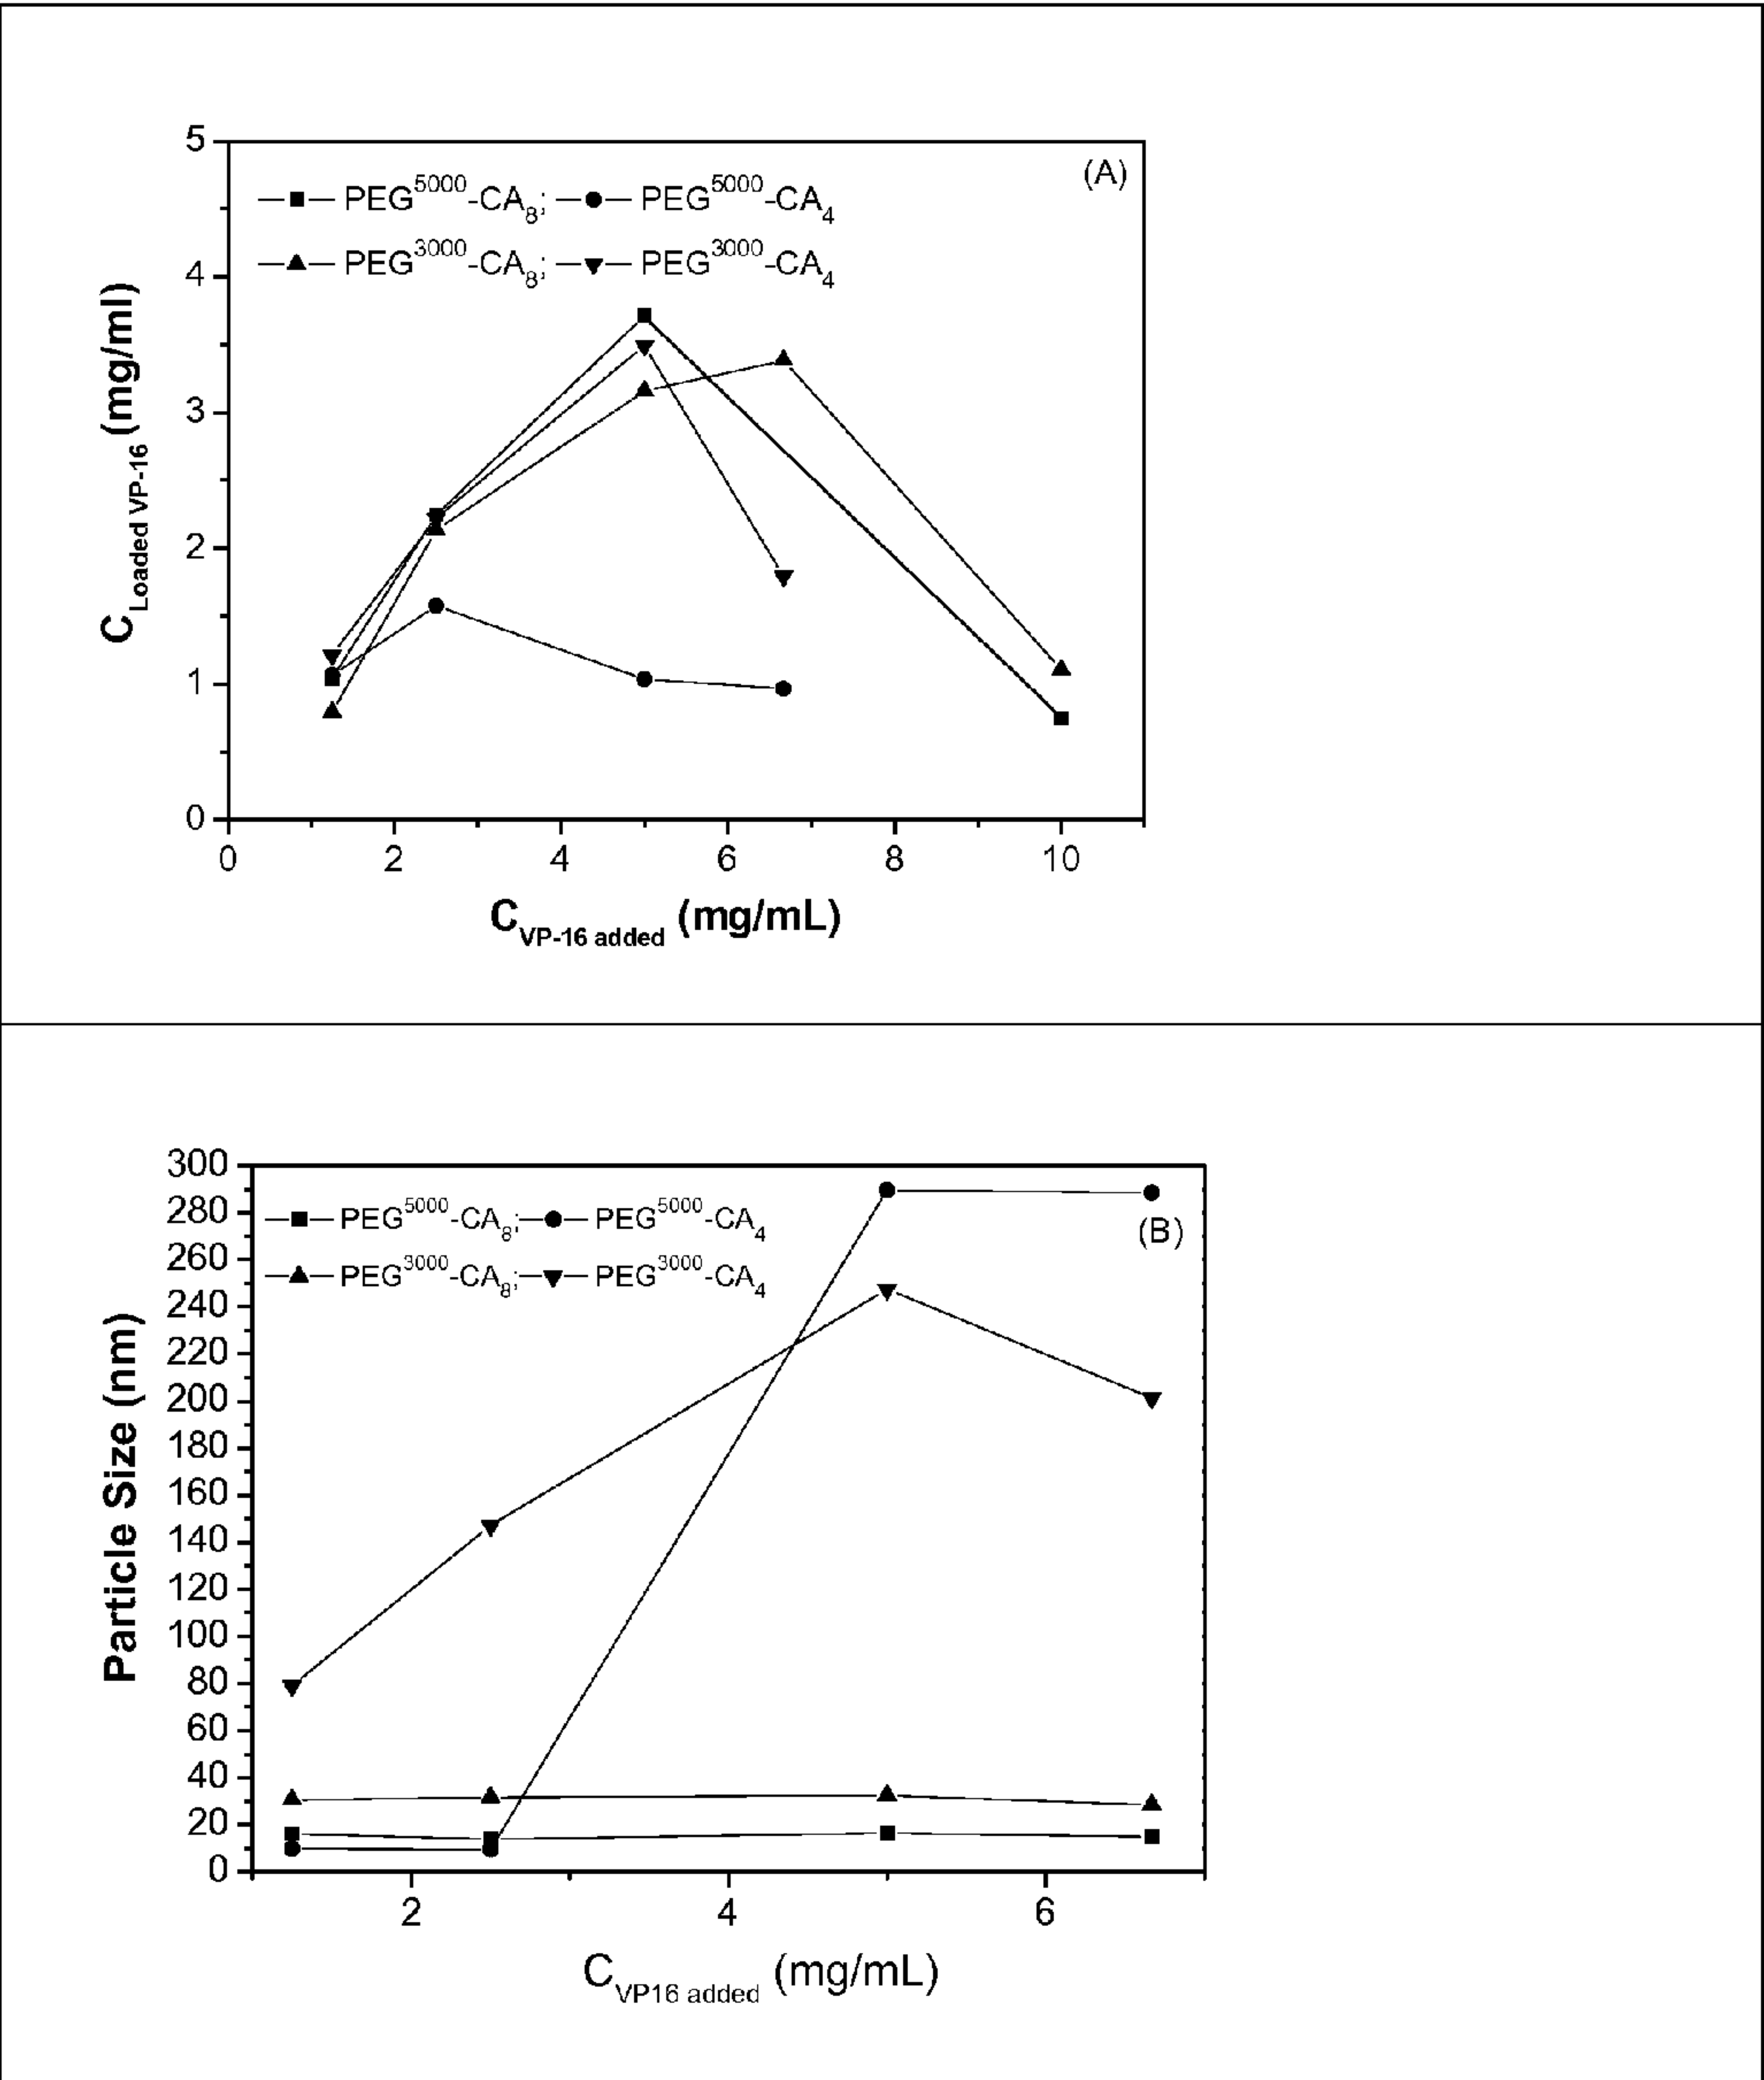 5
(A)
PEG5000-CA8; PEG5000-CA4
PEG3000-CA8; PEG3000-CA4
4
3
2
1
0
CLoaded VP-16 (mg/ml)
0 2 4 6 8 10
CVP-16 added (mg/mL)
300
280
PEG5000-CA8; PEG5000-CA4
(B)
260
PEG3000-CA8; PEG3000-CA4
240
220
200
180
160
140
120
100
80
60
40
20
0
Particle Size (nm)
2 4 6
CVP16 added (mg/mL)